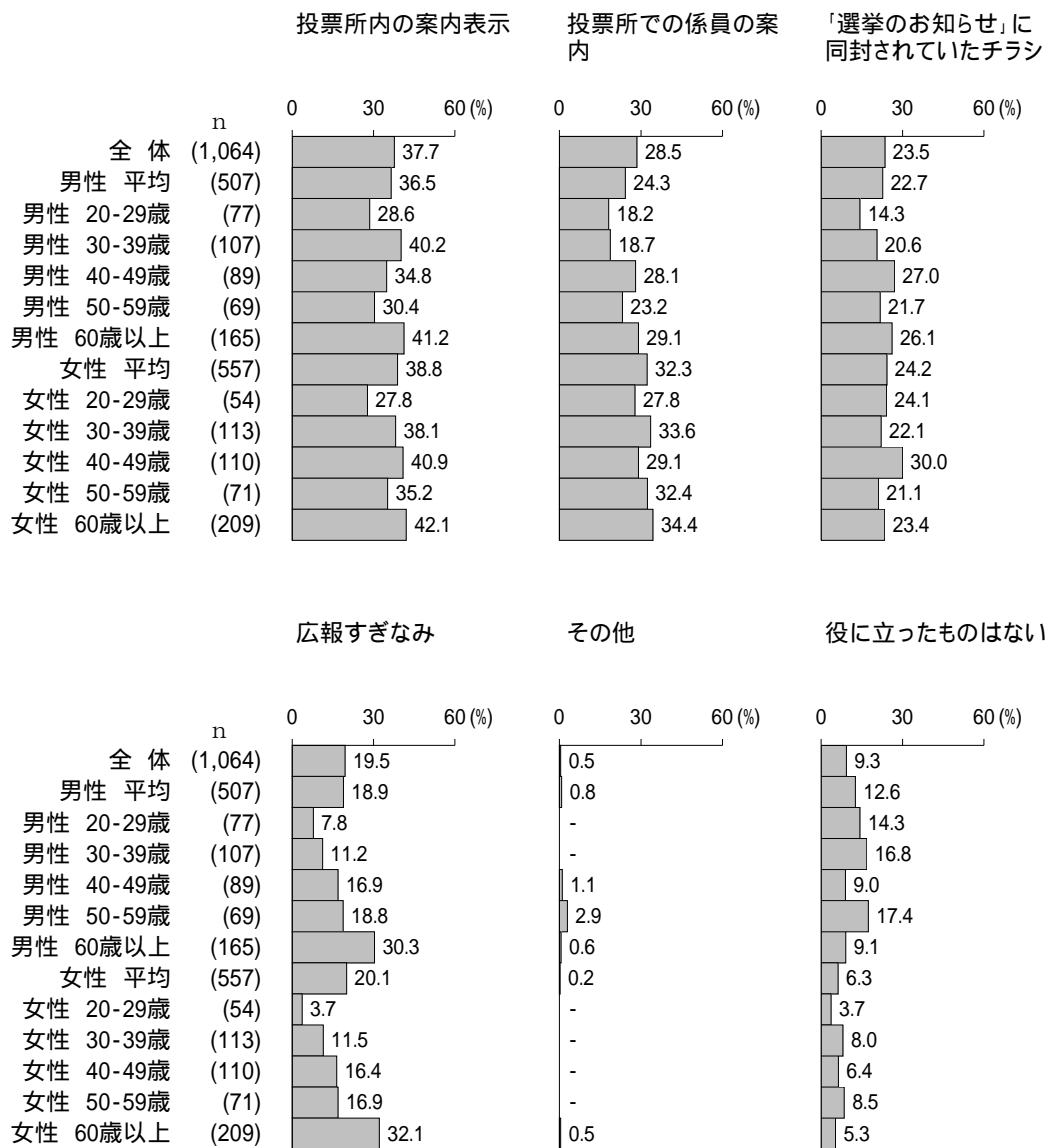 投票所内の案内表示 投票所での係員の案 「選挙のお知らせ」に
内 同封されていたチラシ
0 30 60 (%) 0 30 60 (%) 0 30 60 (%)
n
全 体 (1,064) 37.7 28.5 23.5
男性 平均 (507) 36.5 24.3 22.7
男性 20-29歳 (77) 28.6 18.2 14.3
男性 30-39歳 (107) 40.2 18.7 20.6
男性 40-49歳 (89) 34.8 28.1 27.0
男性 50-59歳 (69) 30.4 23.2 21.7
男性 60歳以上 (165) 41.2 29.1 26.1
女性 平均 (557) 38.8 32.3 24.2
女性 20-29歳 (54) 27.8 27.8 24.1
女性 30-39歳 (113) 38.1 33.6 22.1
女性 40-49歳 (110) 40.9 29.1 30.0
女性 50-59歳 (71) 35.2 32.4 21.1
女性 60歳以上 (209) 42.1 34.4 23.4
広報すぎなみ その他 役に立ったものはない
0 30 60 (%) 0 30 60 (%) 0 30 60 (%)
n
全 体 (1,064) 19.5 0.5 9.3
男性 平均 (507) 18.9 0.8 12.6
男性 20-29歳 (77) 7.8 - 14.3
男性 30-39歳 (107) 11.2 - 16.8
男性 40-49歳 (89) 16.9 1.1 9.0
男性 50-59歳 (69) 18.8 2.9 17.4
男性 60歳以上 (165) 30.3 0.6 9.1
女性 平均 (557) 20.1 0.2 6.3
女性 20-29歳 (54) 3.7 - 3.7
女性 30-39歳 (113) 11.5 - 8.0
女性 40-49歳 (110) 16.4 - 6.4
女性 50-59歳 (71) 16.9 - 8.5
女性 60歳以上 (209) 32.1 0.5 5.3